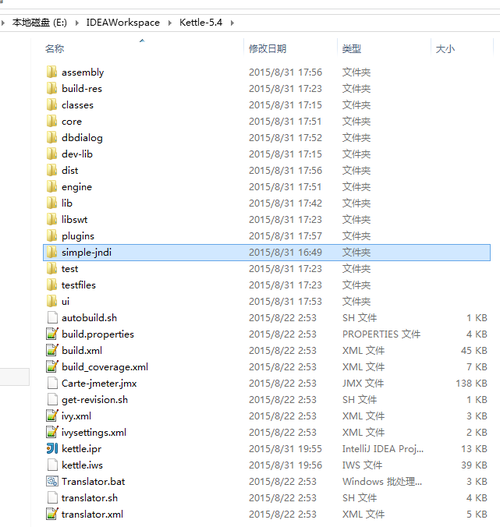 本地磁盘 (E:) ▸ IDEAWorkspace ▸ Kettle-5.4 ▸
名称 修改日期 类型 大小
assembly 2015/8/31 17:56 文件夹
build-res 2015/8/31 17:23 文件夹
classes 2015/8/31 17:15 文件夹
core 2015/8/31 17:51 文件夹
dbdialog 2015/8/31 17:52 文件夹
dev-lib 2015/8/31 17:15 文件夹
dist 2015/8/31 17:56 文件夹
engine 2015/8/31 17:51 文件夹
lib 2015/8/31 17:42 文件夹
libswt 2015/8/31 17:23 文件夹
plugins 2015/8/31 17:57 文件夹
simple-jndi 2015/8/31 16:49 文件夹
test 2015/8/31 17:23 文件夹
testfiles 2015/8/31 17:23 文件夹
ui 2015/8/31 17:53 文件夹
autobuild.sh 2015/8/22 2:53 SH 文件 1 KB
build.properties 2015/8/22 2:53 PROPERTIES 文件 4 KB
build.xml 2015/8/22 2:53 XML 文件 45 KB
build_coverage.xml 2015/8/22 2:53 XML 文件 7 KB
Carte-jmeter.jmx 2015/8/22 2:53 JMX 文件 138 KB
get-revision.sh 2015/8/22 2:53 SH 文件 1 KB
ivy.xml 2015/8/22 2:53 XML 文件 3 KB
ivysettings.xml 2015/8/22 2:53 XML 文件 2 KB
kettle.ipr 2015/8/31 19:55 IntelliJ IDEA Proj... 13 KB
kettle.iws 2015/8/31 19:56 IWS 文件 39 KB
Translator.bat 2015/8/22 2:53 Windows 批处理... 3 KB
translator.sh 2015/8/22 2:53 SH 文件 4 KB
translator.xml 2015/8/22 2:53 XML 文件 5 KB